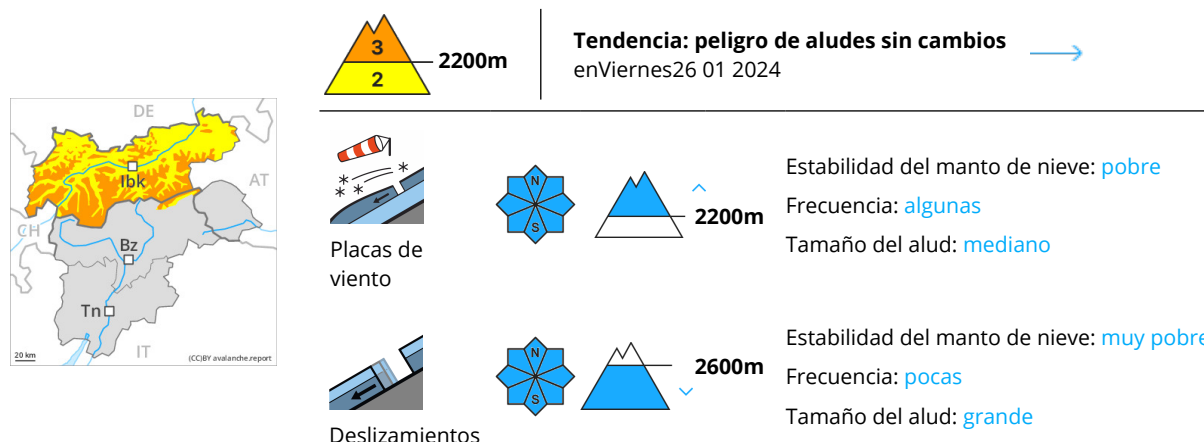 3
2
2200m
Tendencia: peligro de aludes sin cambios
enViernes26 01 2024
DE
Ibk
AT
CH
Bz
Tn
IT
20 km
(CC)BY avalanche.report
N
S
2200m
Placas de
viento
Estabilidad del manto de nieve: pobre
Frecuencia: algunas
Tamaño del alud: mediano
N
S
2600m
Deslizamientos
Estabilidad del manto de nieve: muy pobre
Frecuencia: pocas
Tamaño del alud: grande